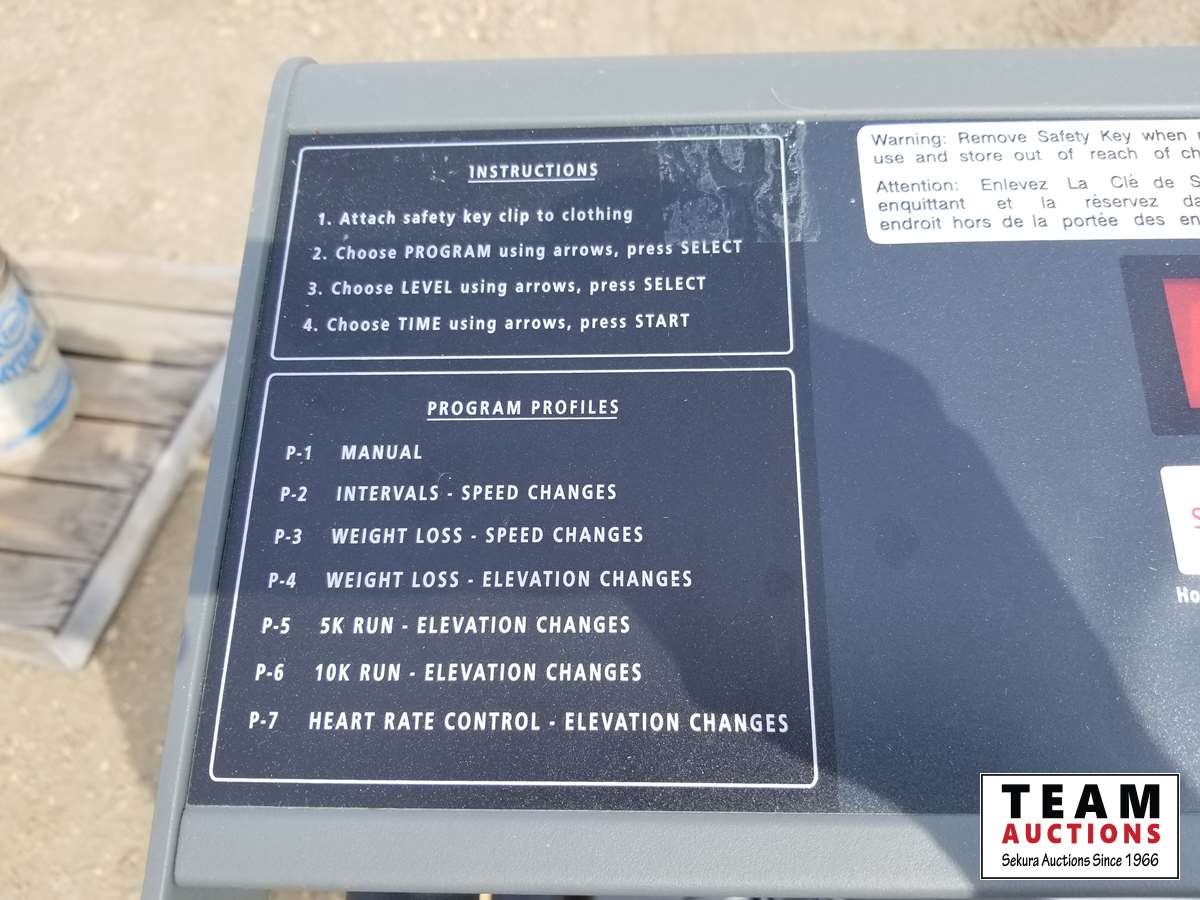 INSTRUCTIONS
1. Attach safety key clip to clothing
2. Choose PROGRAM using arrows, press SELECT
3. Choose LEVEL using arrows, press SELECT
4. Choose TIME using arrows, press START
PROGRAM PROFILES
P-1 MANUAL
P-2 INTERVALS - SPEED CHANGES
P-3 WEIGHT LOSS - SPEED CHANGES
P-4 WEIGHT LOSS - ELEVATION CHANGES
P-5 5K RUN - ELEVATION CHANGES
P-6 10K RUN - ELEVATION CHANGES
P-7 HEART RATE CONTROL - ELEVATION CHANGES
Warning: Remove Safety Key when
use and store out of reach of
Attention: Enlevez La Clé de
enquittant et la rèservez
endroit hors de la portée des
TEAM
AUCTIONS
Sekura Auctions Since 1966